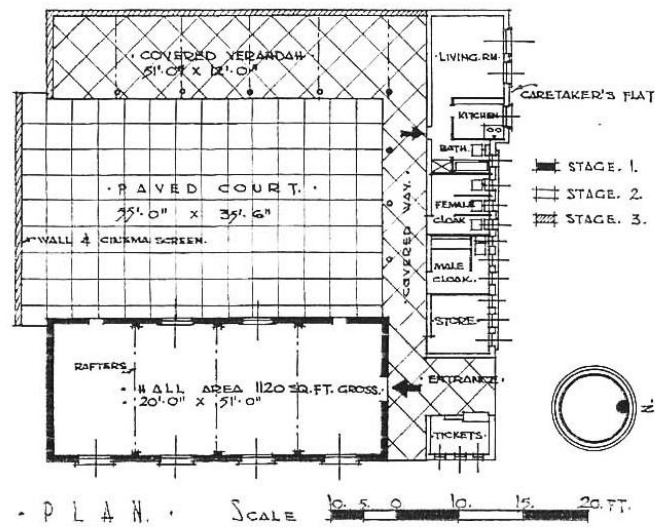 · COVERED VERANDAH ·
51'·0" X 12'·0"
LIVING. RM
CARETAKER'S FLAT
KITCHEN
BATH.
STAGE. 1.
STAGE. 2.
STAGE. 3.
· PAVED COURT. ·
55'·0" X 35'·6"
FEMALE
CLOAK
WALL & CINEMA SCREEN.
COVERED WAY.
MALE
CLOAK.
STORE.
RAFTERS.
· HALL AREA 1120 SQ. FT. GROSS.
· 20'·0" X 51'·0"
· ENTRANCE ·
TICKETS.
N.
· PLAN. · SCALE 10. 5. 0 10. 15. 20. FT.